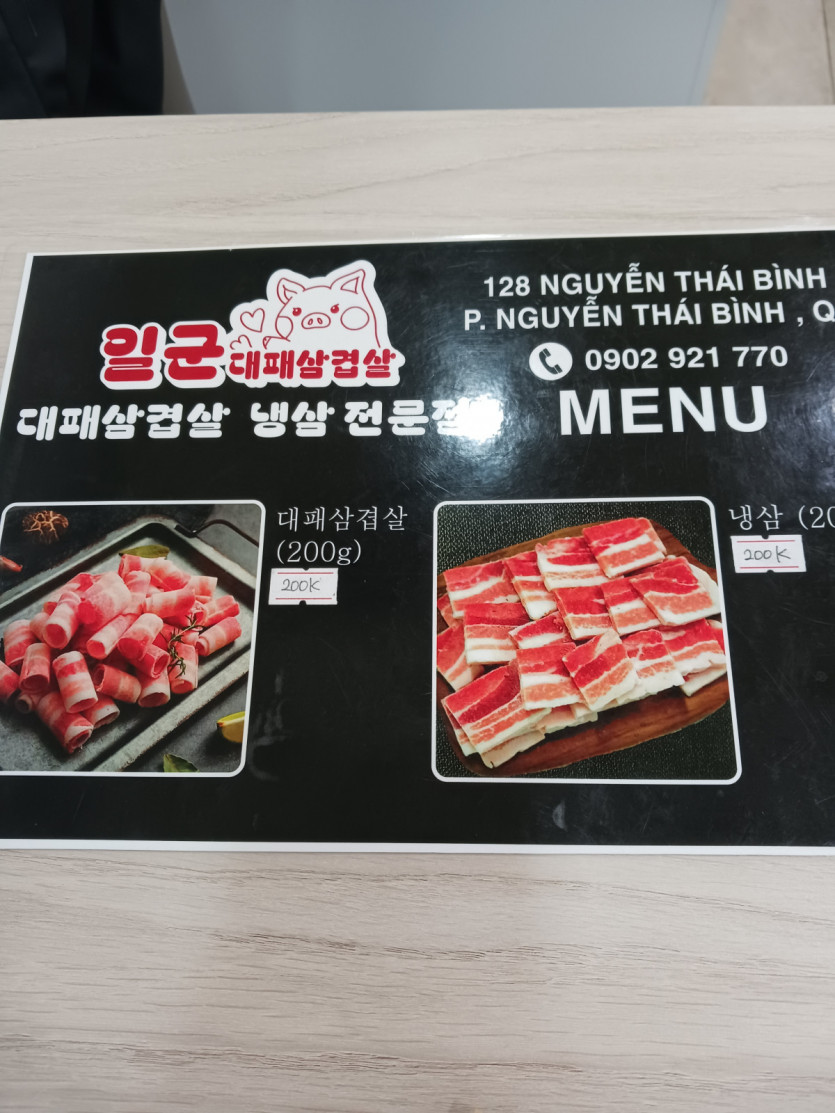 일군 대패삼겹살
대패삼겹살 냉삼 전문점
128 NGUYỄN THÁI BÌNH
P. NGUYỄN THÁI BÌNH , Q
0902 921 770
MENU
대패삼겹살
(200g)
200K
냉삼 (20
200K